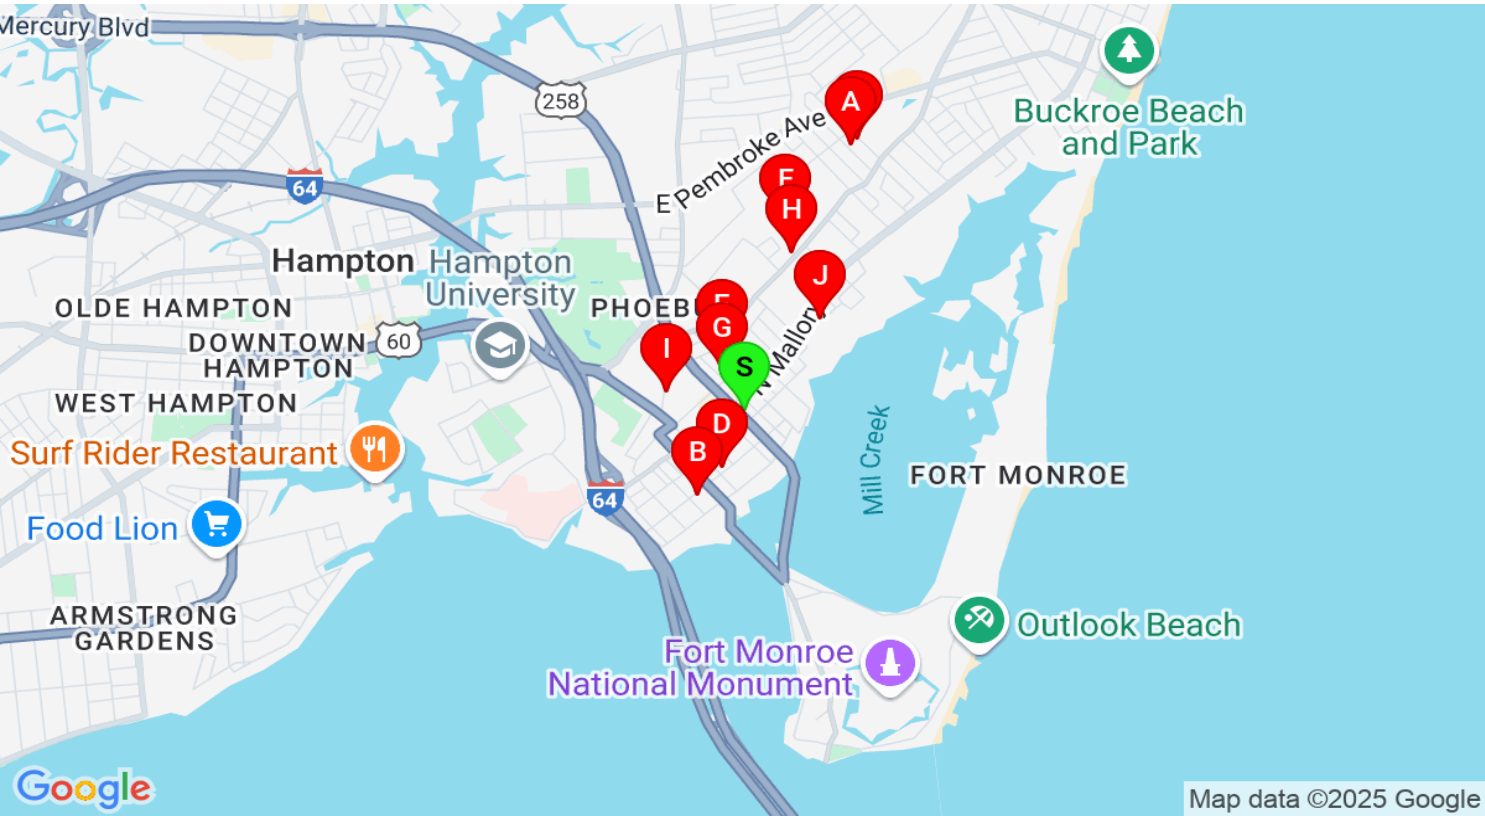 Mercury Blvd
258
Buckroe Beach
and Park
A
E Pembroke Ave
64
H
Hampton
Hampton
University
J
OLDE HAMPTON
PHOEBU
G
N Mallory
DOWNTOWN
HAMPTON
60
I
S
WEST HAMPTON
D
Surf Rider Restaurant
B
Mill Creek
FORT MONROE
64
Food Lion
ARMSTRONG
GARDENS
Outlook Beach
Fort Monroe
National Monument
Google
Map data ©2025 Google